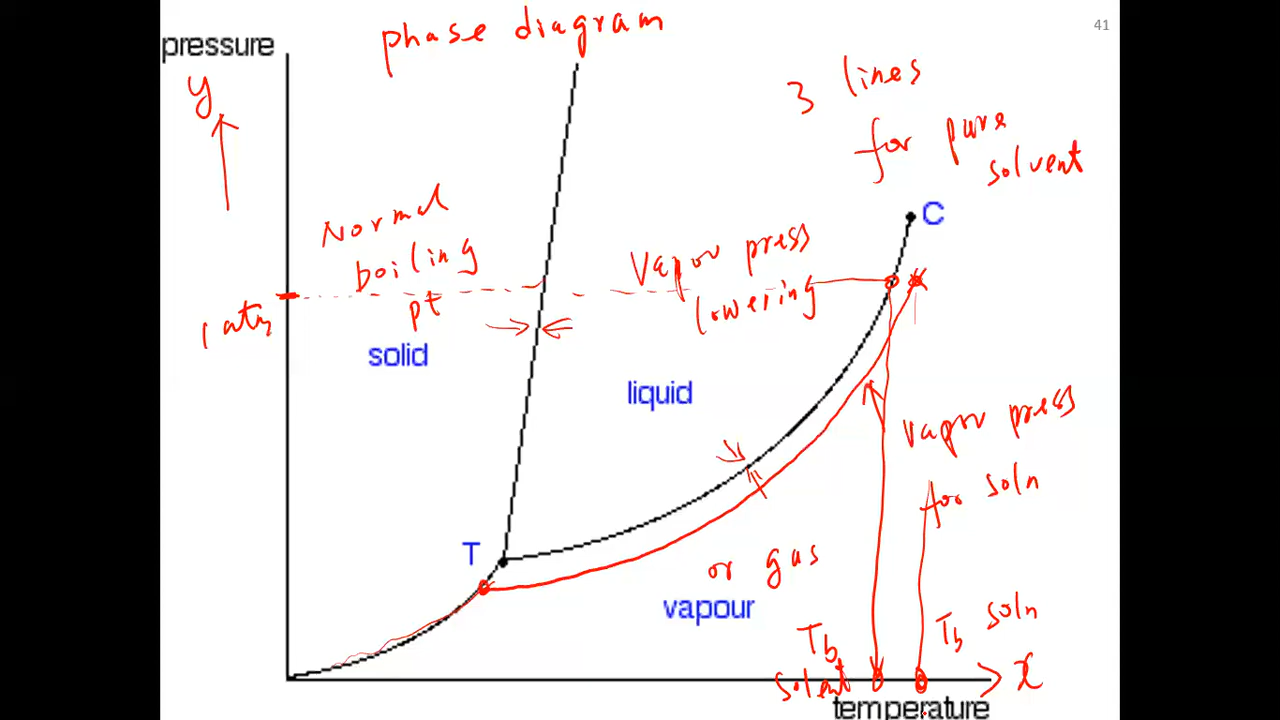 41
phase diagram
pressure
y
3 lines
for pure
solvent
C
Normal
boiling
pt
Vapor press
lowering
1 atm
solid
liquid
Vapor press
for soln
T
or gas
vapour
Tb
solent
Tb soln
x
temperature